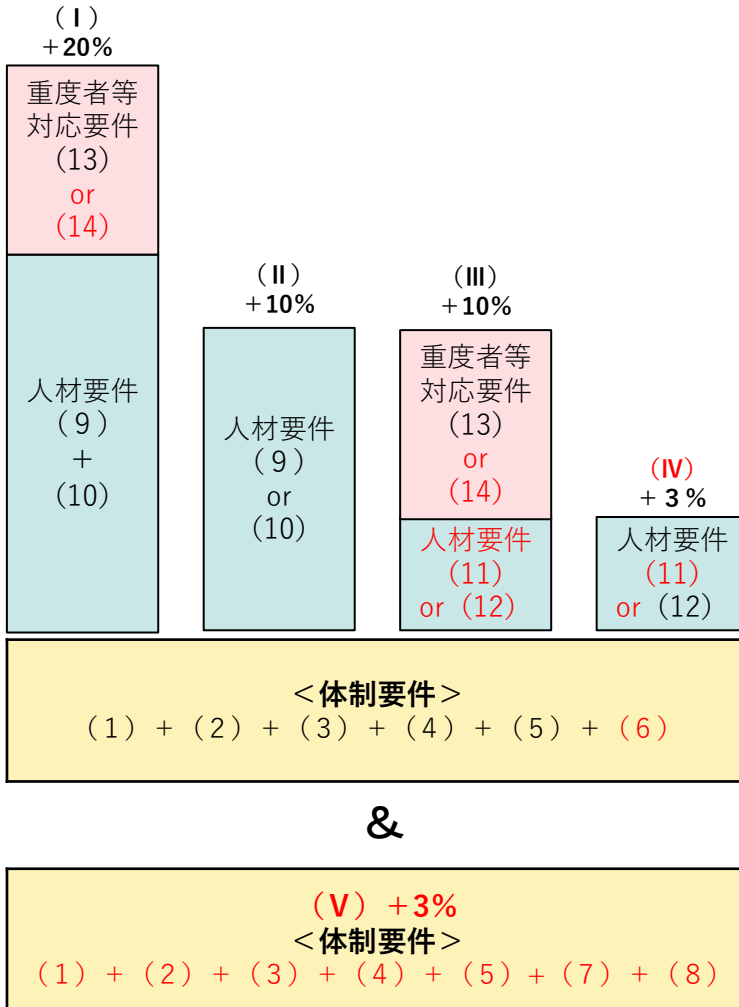 （Ⅰ）
＋20%
重度者等
対応要件
（13）
or
（14）
人材要件
（９）
＋
（10）
（Ⅱ）
＋10%
人材要件
（９）
or
（10）
（Ⅲ）
＋10%
重度者等
対応要件
（13）
or
（14）
人材要件
（11）
or（12）
（Ⅳ）
＋３％
人材要件
（11）
or（12）
＜体制要件＞
（１）＋（２）＋（３）＋（４）＋（５）＋（６）
&
（Ⅴ）＋3%
＜体制要件＞
（１）＋（２）＋（３）＋（４）＋（５）＋（７）＋（８）